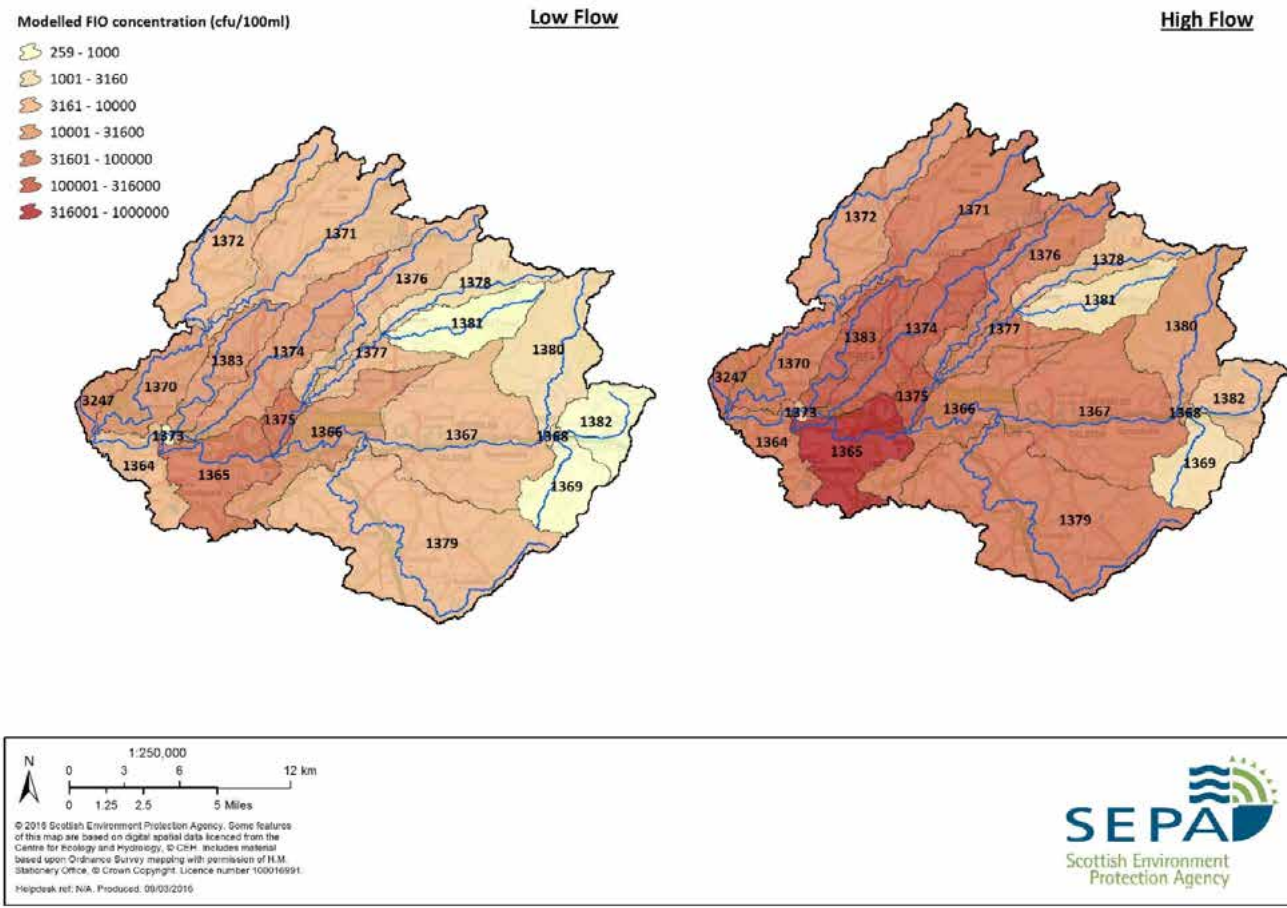 Modelled FIO concentration (cfu/100ml)
259 - 1000
1001 - 3160
3161 - 10000
10001 - 31600
31601 - 100000
100001 - 316000
316001 - 1000000
Low Flow
1372
1371
1376
1378
1381
1380
1377
1374
1383
1370
3247
1373
1375
1366
1367
1368
1382
1364
1365
1369
1379
High Flow
1372
1371
1376
1378
1381
1380
1377
1374
1383
1370
3247
1373
1375
1366
1367
1368
1382
1364
1365
1369
1379
N
1:250,000
0 3 6 12 km
0 1.25 2.5 5 Miles
© 2016 Scottish Environment Protection Agency. Some features
of this map are based on digital spatial data licenced from the
Centre for Ecology and Hydrology, © CEH. Includes material
based upon Ordnance Survey mapping with permission of H.M.
Stationery Office, © Crown Copyright. Licence number 100016991.
Helpdesk ref: N/A. Produced: 09/03/2016
SEPA
Scottish Environment
Protection Agency